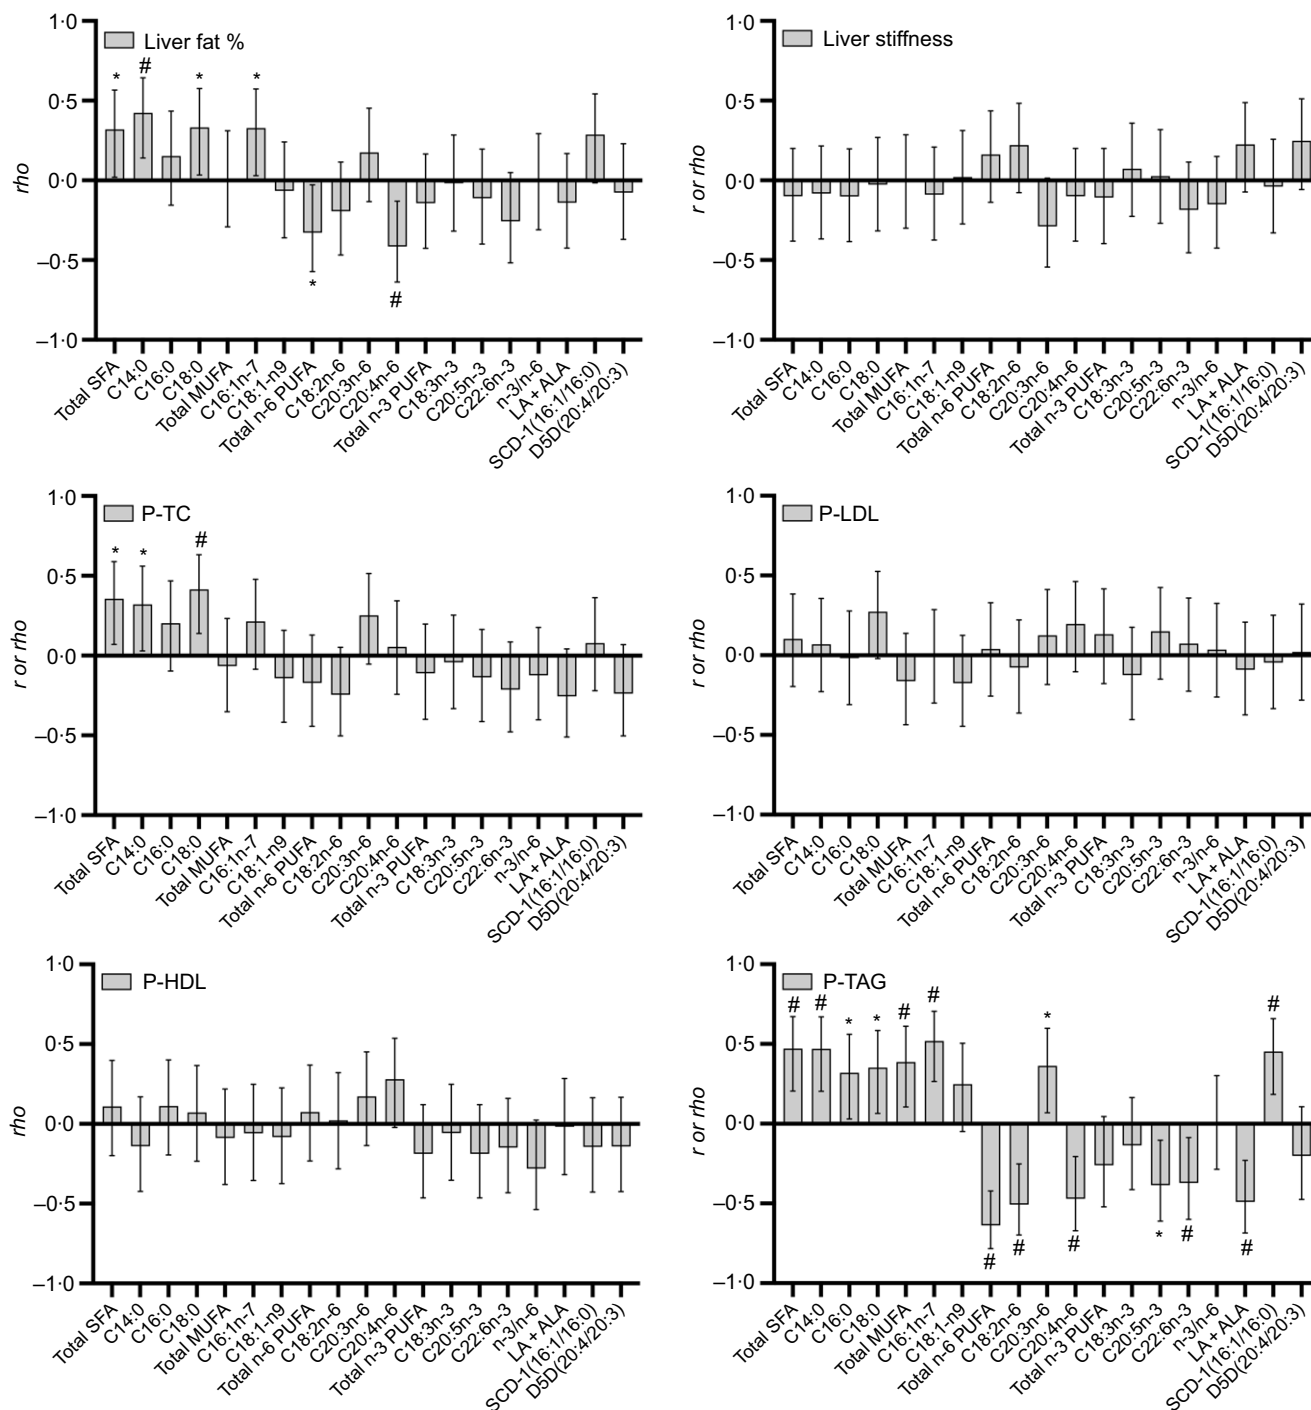 1·0
Liver fat %
* # * *
0·5
rho
0·0
–0·5
* #
–1·0
Total SFA
C14:0
C16:0
C18:0
Total MUFA
C16:1n-7
C18:1-n9
Total n-6 PUFA
C18:2n-6
C20:3n-6
C20:4n-6
Total n-3 PUFA
C18:3n-3
C20:5n-3
C22:6n-3
n-3/n-6
LA + ALA
SCD-1(16:1/16:0)
D5D(20:4/20:3)
1·0
Liver stiffness
0·5
r or rho
0·0
–0·5
–1·0
Total SFA
C14:0
C16:0
C18:0
Total MUFA
C16:1n-7
C18:1-n9
Total n-6 PUFA
C18:2n-6
C20:3n-6
C20:4n-6
Total n-3 PUFA
C18:3n-3
C20:5n-3
C22:6n-3
n-3/n-6
LA + ALA
SCD-1(16:1/16:0)
D5D(20:4/20:3)
1·0
P-TC
* * #
0·5
r or rho
0·0
–0·5
–1·0
Total SFA
C14:0
C16:0
C18:0
Total MUFA
C16:1n-7
C18:1-n9
Total n-6 PUFA
C18:2n-6
C20:3n-6
C20:4n-6
Total n-3 PUFA
C18:3n-3
C20:5n-3
C22:6n-3
n-3/n-6
LA + ALA
SCD-1(16:1/16:0)
D5D(20:4/20:3)
1·0
P-LDL
0·5
r or rho
0·0
–0·5
–1·0
Total SFA
C14:0
C16:0
C18:0
Total MUFA
C16:1n-7
C18:1-n9
Total n-6 PUFA
C18:2n-6
C20:3n-6
C20:4n-6
Total n-3 PUFA
C18:3n-3
C20:5n-3
C22:6n-3
n-3/n-6
LA + ALA
SCD-1(16:1/16:0)
D5D(20:4/20:3)
1·0
P-HDL
0·5
rho
0·0
–0·5
–1·0
Total SFA
C14:0
C16:0
C18:0
Total MUFA
C16:1n-7
C18:1-n9
Total n-6 PUFA
C18:2n-6
C20:3n-6
C20:4n-6
Total n-3 PUFA
C18:3n-3
C20:5n-3
C22:6n-3
n-3/n-6
LA + ALA
SCD-1(16:1/16:0)
D5D(20:4/20:3)
1·0
P-TAG
# # * * # # * #
0·5
r or rho
0·0
–0·5
# # # * # #
–1·0
Total SFA
C14:0
C16:0
C18:0
Total MUFA
C16:1n-7
C18:1-n9
Total n-6 PUFA
C18:2n-6
C20:3n-6
C20:4n-6
Total n-3 PUFA
C18:3n-3
C20:5n-3
C22:6n-3
n-3/n-6
LA + ALA
SCD-1(16:1/16:0)
D5D(20:4/20:3)